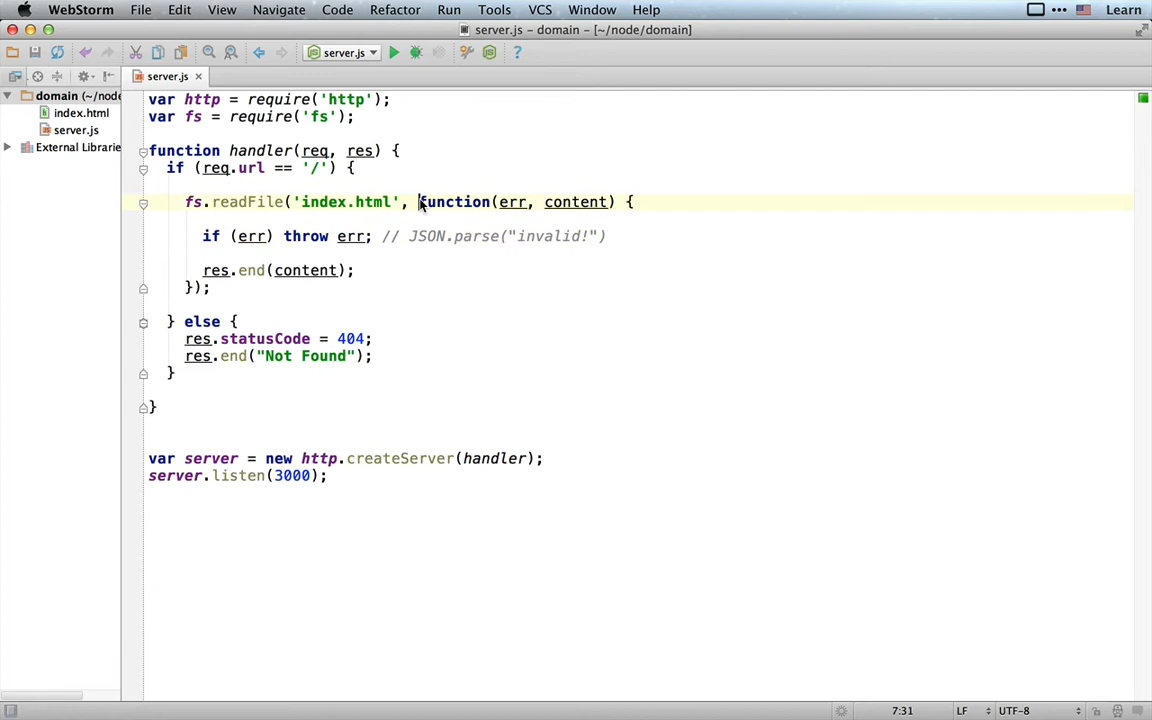 WebStorm File Edit View Navigate Code Refactor Run Tools VCS Window Help Learn
server.js – domain – [~/node/domain]
server.js
server.js
domain (~/node
index.html
server.js
External Librarie
var http = require('http');
var fs = require('fs');
function handler(req, res) {
if (req.url == '/') {
fs.readFile('index.html', function(err, content) {
if (err) throw err; // JSON.parse("invalid!")
res.end(content);
});
} else {
res.statusCode = 404;
res.end("Not Found");
}
}
var server = new http.createServer(handler);
server.listen(3000);
7:31 LF UTF-8